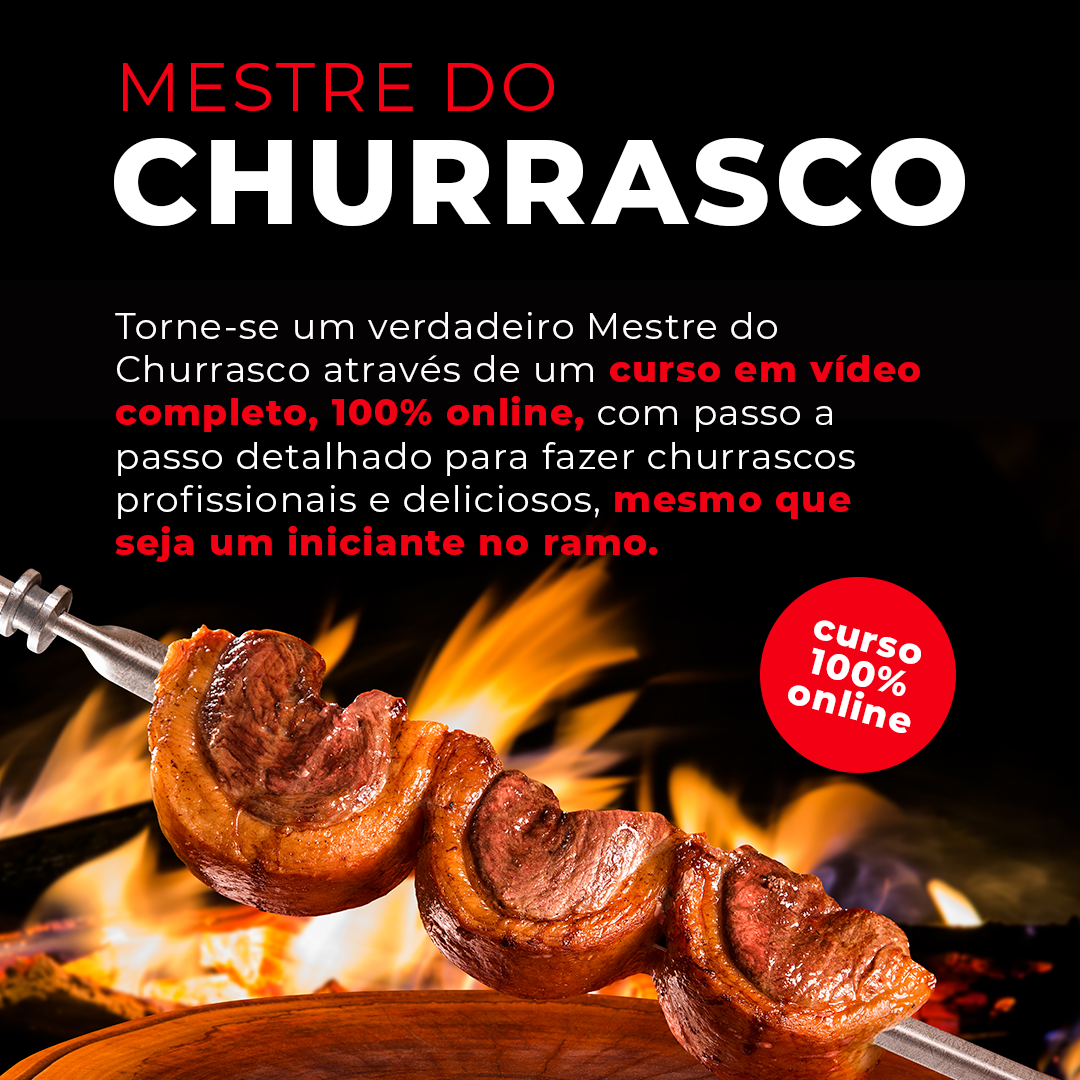 MESTRE DO
CHURRASCO
Torne-se um verdadeiro Mestre do
Churrasco através de um curso em vídeo
completo, 100% online, com passo a
passo detalhado para fazer churrascos
profissionais e deliciosos, mesmo que
seja um iniciante no ramo.
curso
100%
online